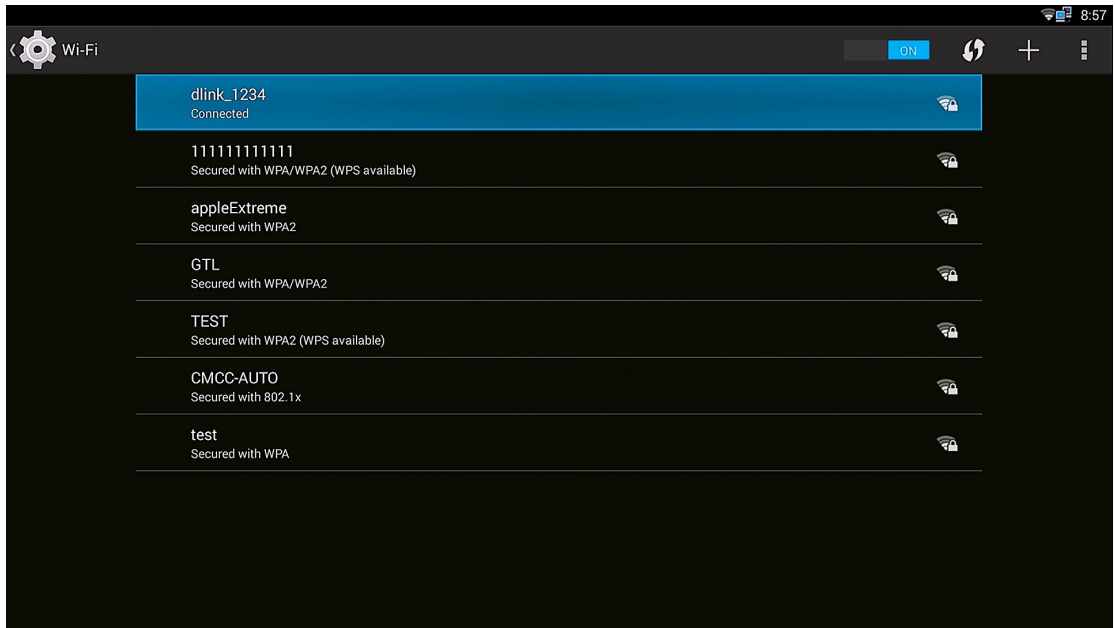 8:57
Wi-Fi
ON
dlink_1234
Connected
111111111111
Secured with WPA/WPA2 (WPS available)
appleExtreme
Secured with WPA2
GTL
Secured with WPA/WPA2
TEST
Secured with WPA2 (WPS available)
CMCC-AUTO
Secured with 802.1x
test
Secured with WPA